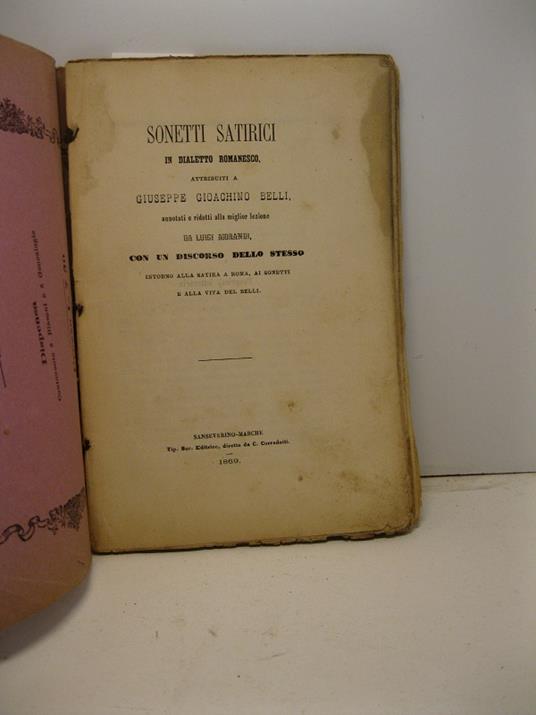 SONETTI SATIRICI
IN DIALETTO ROMANESCO,
ATTRIBUITI A
GIUSEPPE GIOACHINO BELLI,
annotati e ridotti alla miglior lezione
DA LUIGI MORANDI,
CON UN DISCORSO DELLO STESSO
INTORNO ALLA SATIRA A ROMA, AI SONETTI
E ALLA VITA DEL BELLI.
SANSEVERINO-MARCHE
Tip. Soc. Editrice, diretta da C. Corradetti.
1869.
Dispensa